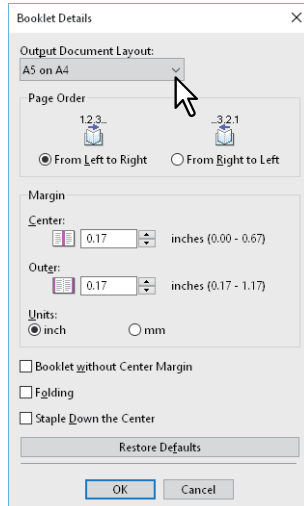 Booklet Details
Output Document Layout:
A5 on A4
Page Order
1,2,3... ...3,2,1
From Left to Right From Right to Left
Margin
Center:
0.17 inches (0.00 - 0.67)
Outer:
0.17 inches (0.17 - 1.17)
Units:
inch mm
Booklet without Center Margin
Folding
Staple Down the Center
Restore Defaults
OK Cancel